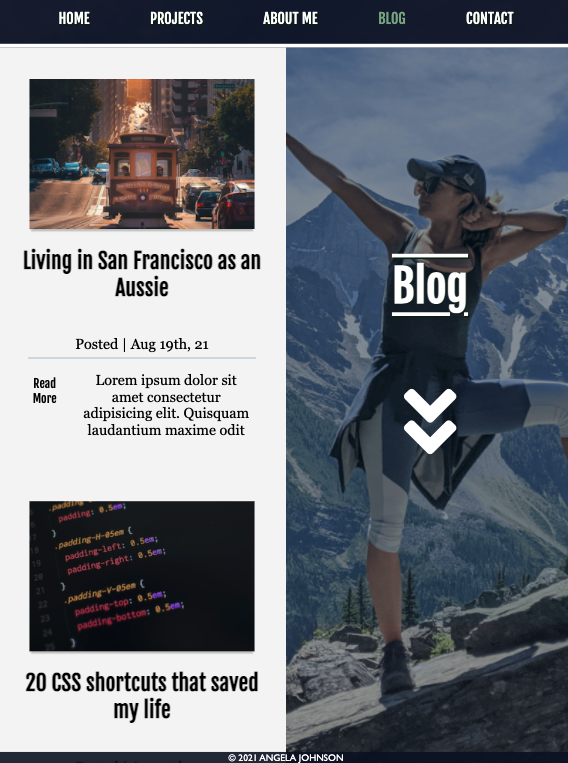 HOME PROJECTS ABOUT ME BLOG CONTACT
Living in San Francisco as an
Aussie
Posted | Aug 19th, 21
Read
More
Lorem ipsum dolor sit
amet consectetur
adipisicing elit. Quisquam
laudantium maxime odit
padding: 0.5em;
}
.padding-H-05em {
padding-left: 0.5em;
padding-right: 0.5em;
}
.padding-V-05em {
padding-top: 0.5em;
padding-bottom: 0.5em;
}
20 CSS shortcuts that saved
my life
Blog
© 2021 ANGELA JOHNSON